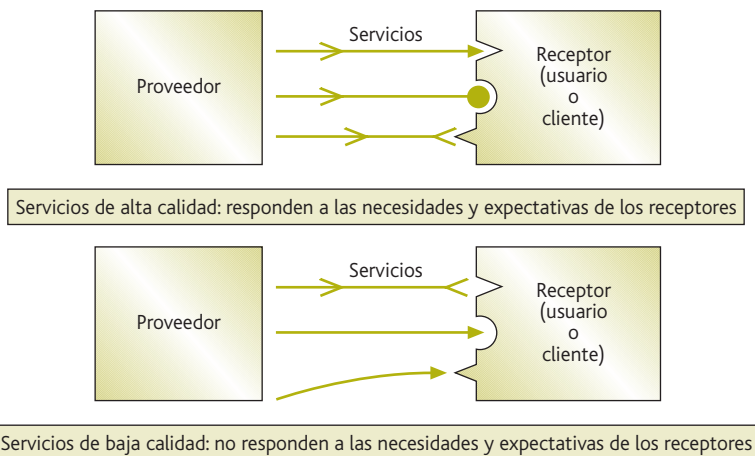 Servicios
Proveedor
Receptor
(usuario
o
cliente)
Servicios de alta calidad: responden a las necesidades y expectativas de los receptores
Servicios
Proveedor
Receptor
(usuario
o
cliente)
Servicios de baja calidad: no responden a las necesidades y expectativas de los receptores